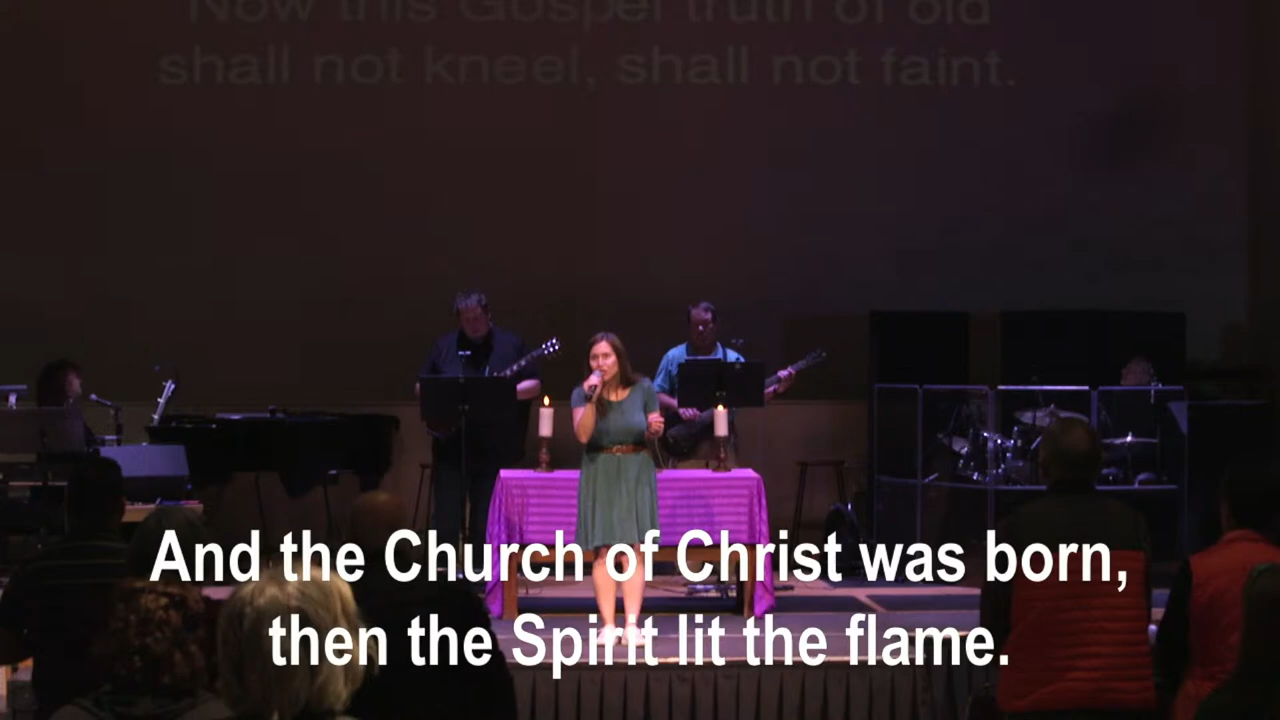 Now this Gospel truth of old
shall not kneel, shall not faint.
And the Church of Christ was born,
then the Spirit lit the flame.